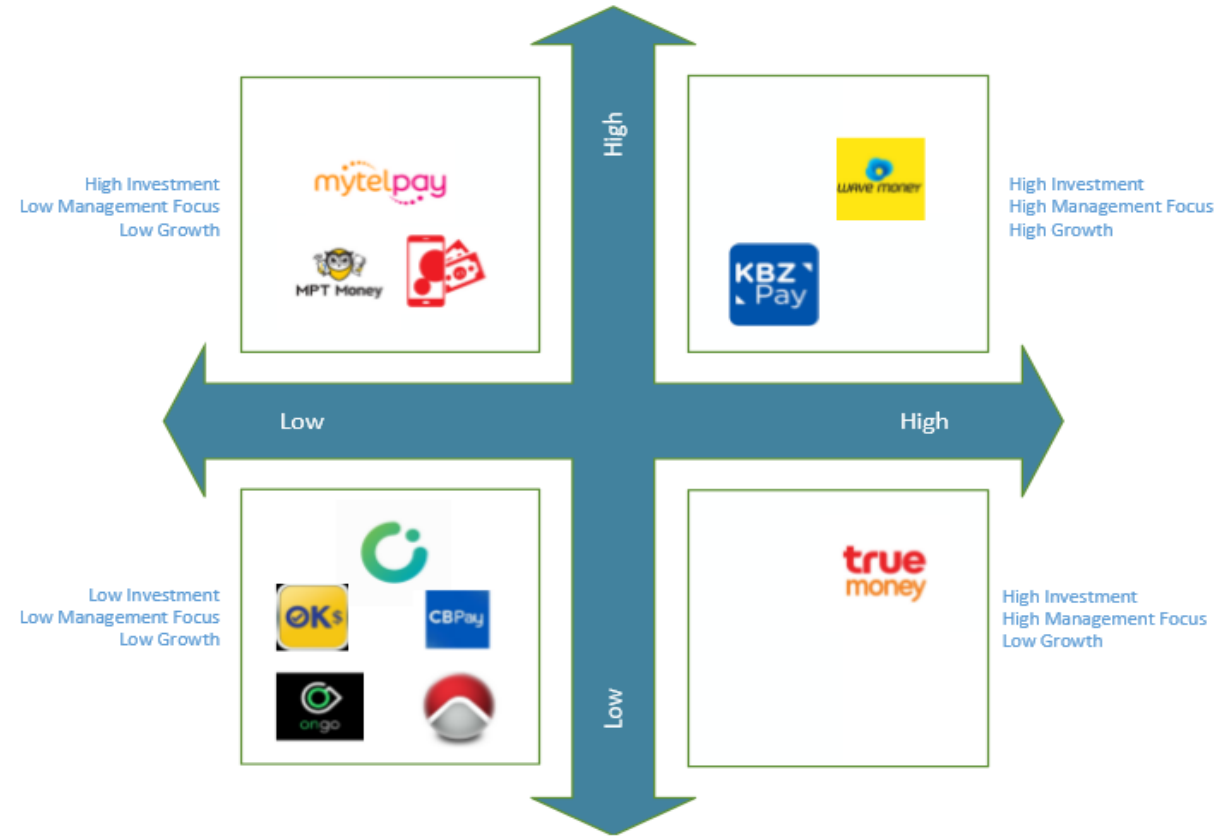 High
High Investment
Low Management Focus
Low Growth
mytelpay
MPT Money
WAVE MONEY
KBZ
Pay
High Investment
High Management Focus
High Growth
Low
High
Low Investment
Low Management Focus
Low Growth
OK$
CBPay
ongo
Low
true
money
High Investment
High Management Focus
Low Growth